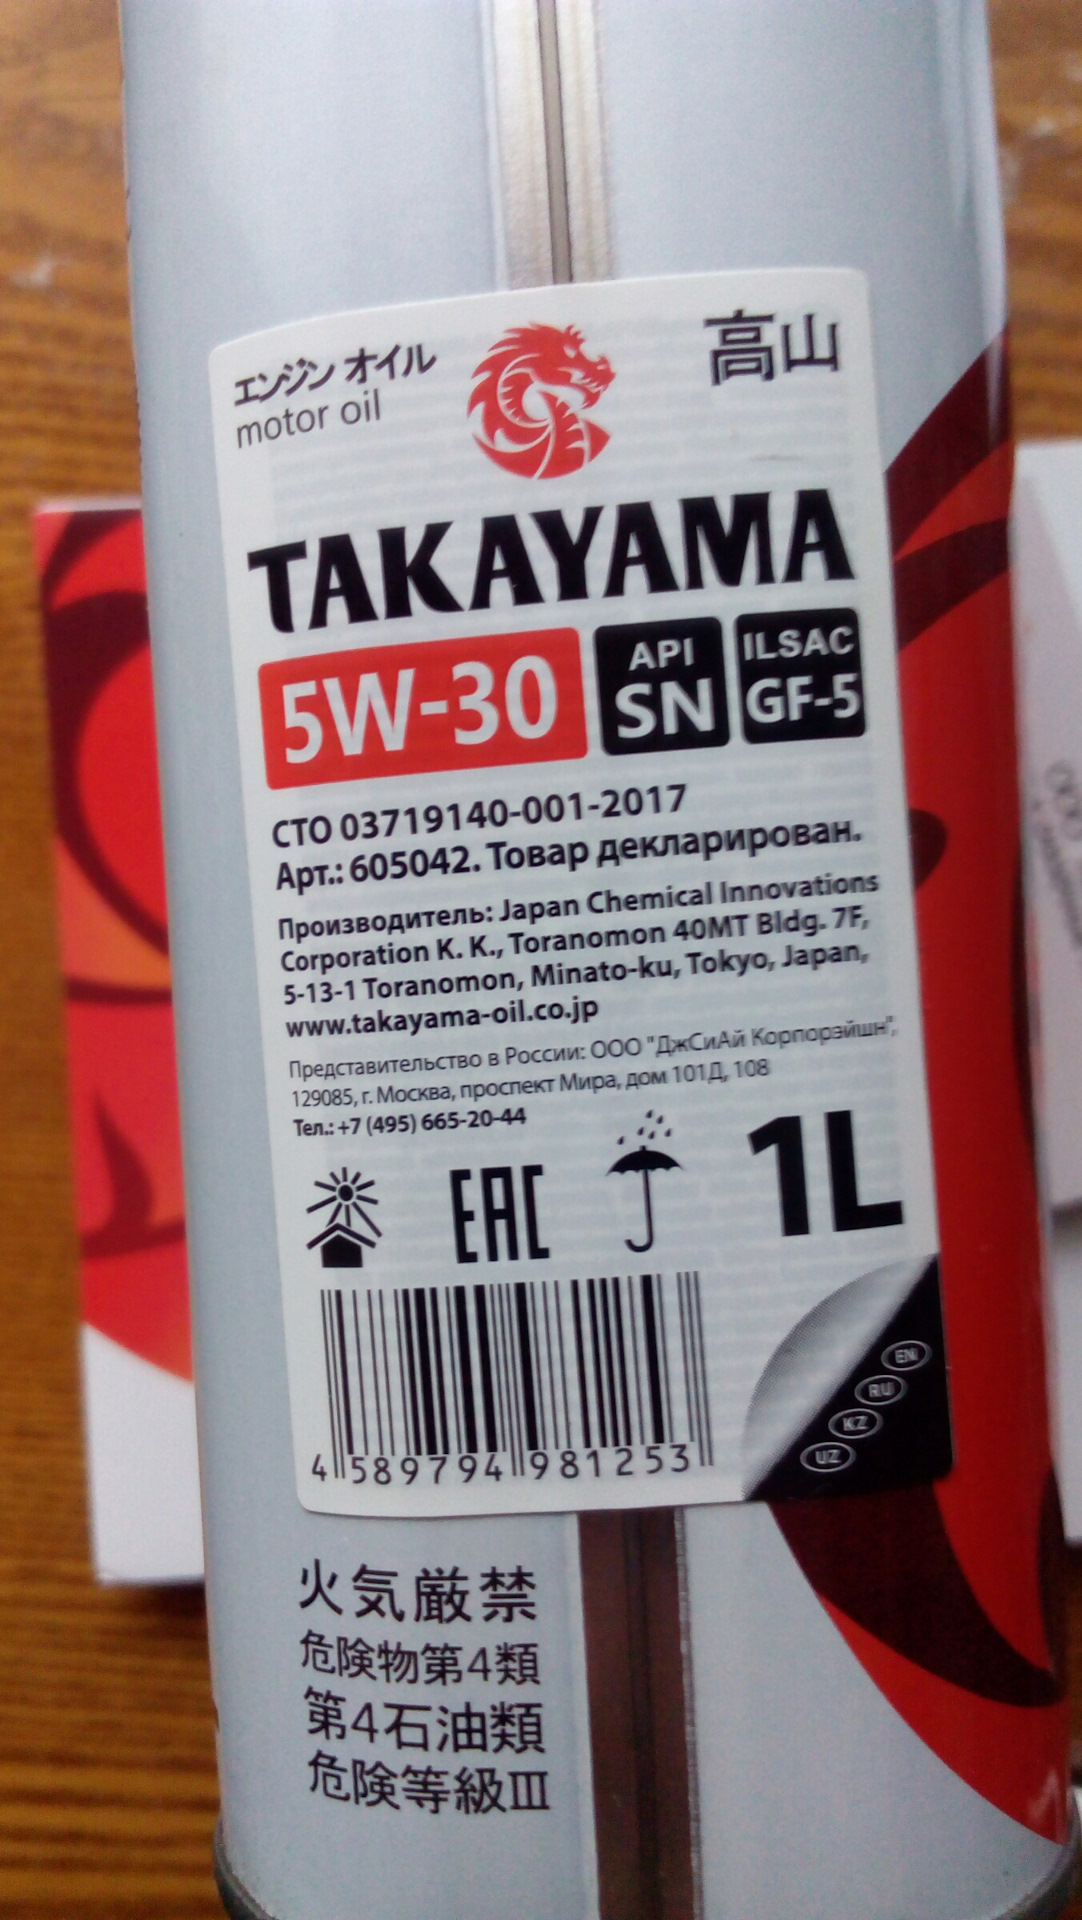 エンジン オイル
motor oil
高山
TAKAYAMA
5W-30
API
SN
ILSAC
GF-5
СТО 03719140-001-2017
Арт.: 605042. Товар декларирован.
Производитель: Japan Chemical Innovations
Corporation K. K., Toranomon 40MT Bldg. 7F,
5-13-1 Toranomon, Minato-ku, Tokyo, Japan,
www.takayama-oil.co.jp
Представительство в России: ООО "ДжСиАй Корпорэйшн",
129085, г. Москва, проспект Мира, дом 101Д, 108
Тел.: +7 (495) 665-20-44
EAC
1L
4 589794 981253
EN
RU
KZ
UZ
火気厳禁
危険物第4類
第4石油類
危険等級Ⅲ